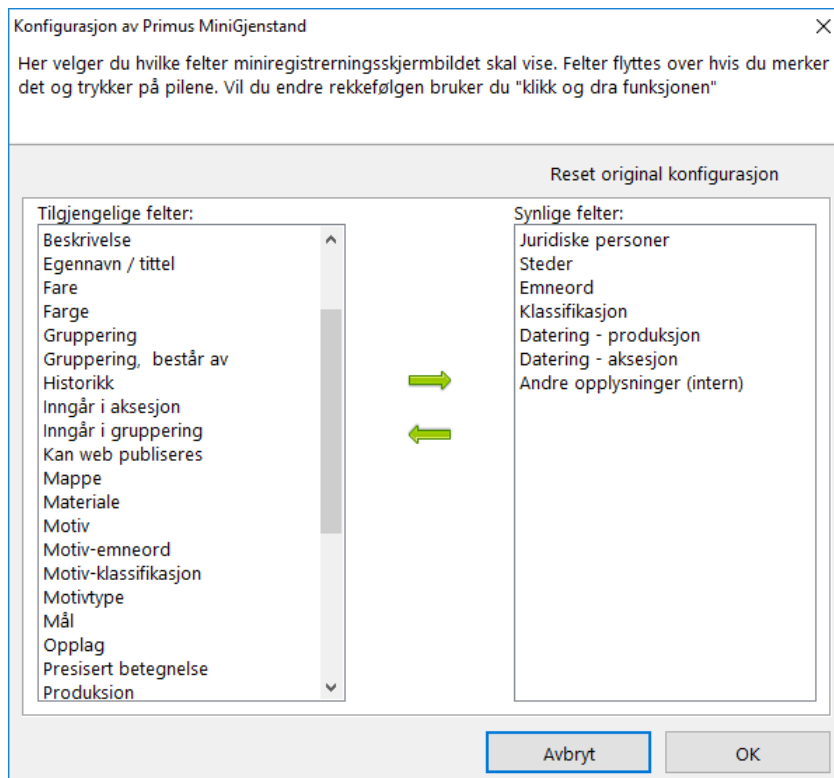 Konfigurasjon av Primus MiniGjenstand
Her velger du hvilke felter miniregistrerningsskjermbildet skal vise. Felter flyttes over hvis du merker
det og trykker på pilene. Vil du endre rekkefølgen bruker du "klikk og dra funksjonen"
Reset original konfigurasjon
Tilgjengelige felter:
Beskrivelse
Egennavn / tittel
Fare
Farge
Gruppering
Gruppering, består av
Historikk
Inngår i aksesjon
Inngår i gruppering
Kan web publiseres
Mappe
Materiale
Motiv
Motiv-emneord
Motiv-klassifikasjon
Motivtype
Mål
Opplag
Presisert betegnelse
Produksjon
Synlige felter:
Juridiske personer
Steder
Emneord
Klassifikasjon
Datering - produksjon
Datering - aksesjon
Andre opplysninger (intern)
Avbryt
OK